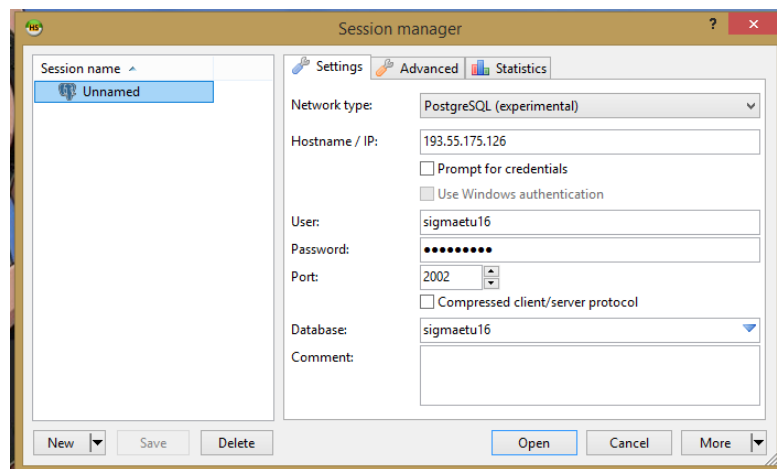 HS
Session manager
?
Session name
Unnamed
Settings
Advanced
Statistics
Network type:
PostgreSQL (experimental)
Hostname / IP:
193.55.175.126
Prompt for credentials
Use Windows authentication
User:
sigmaetu16
Password:
●●●●●●●●●
Port:
2002
Compressed client/server protocol
Database:
sigmaetu16
Comment:
New
Save
Delete
Open
Cancel
More